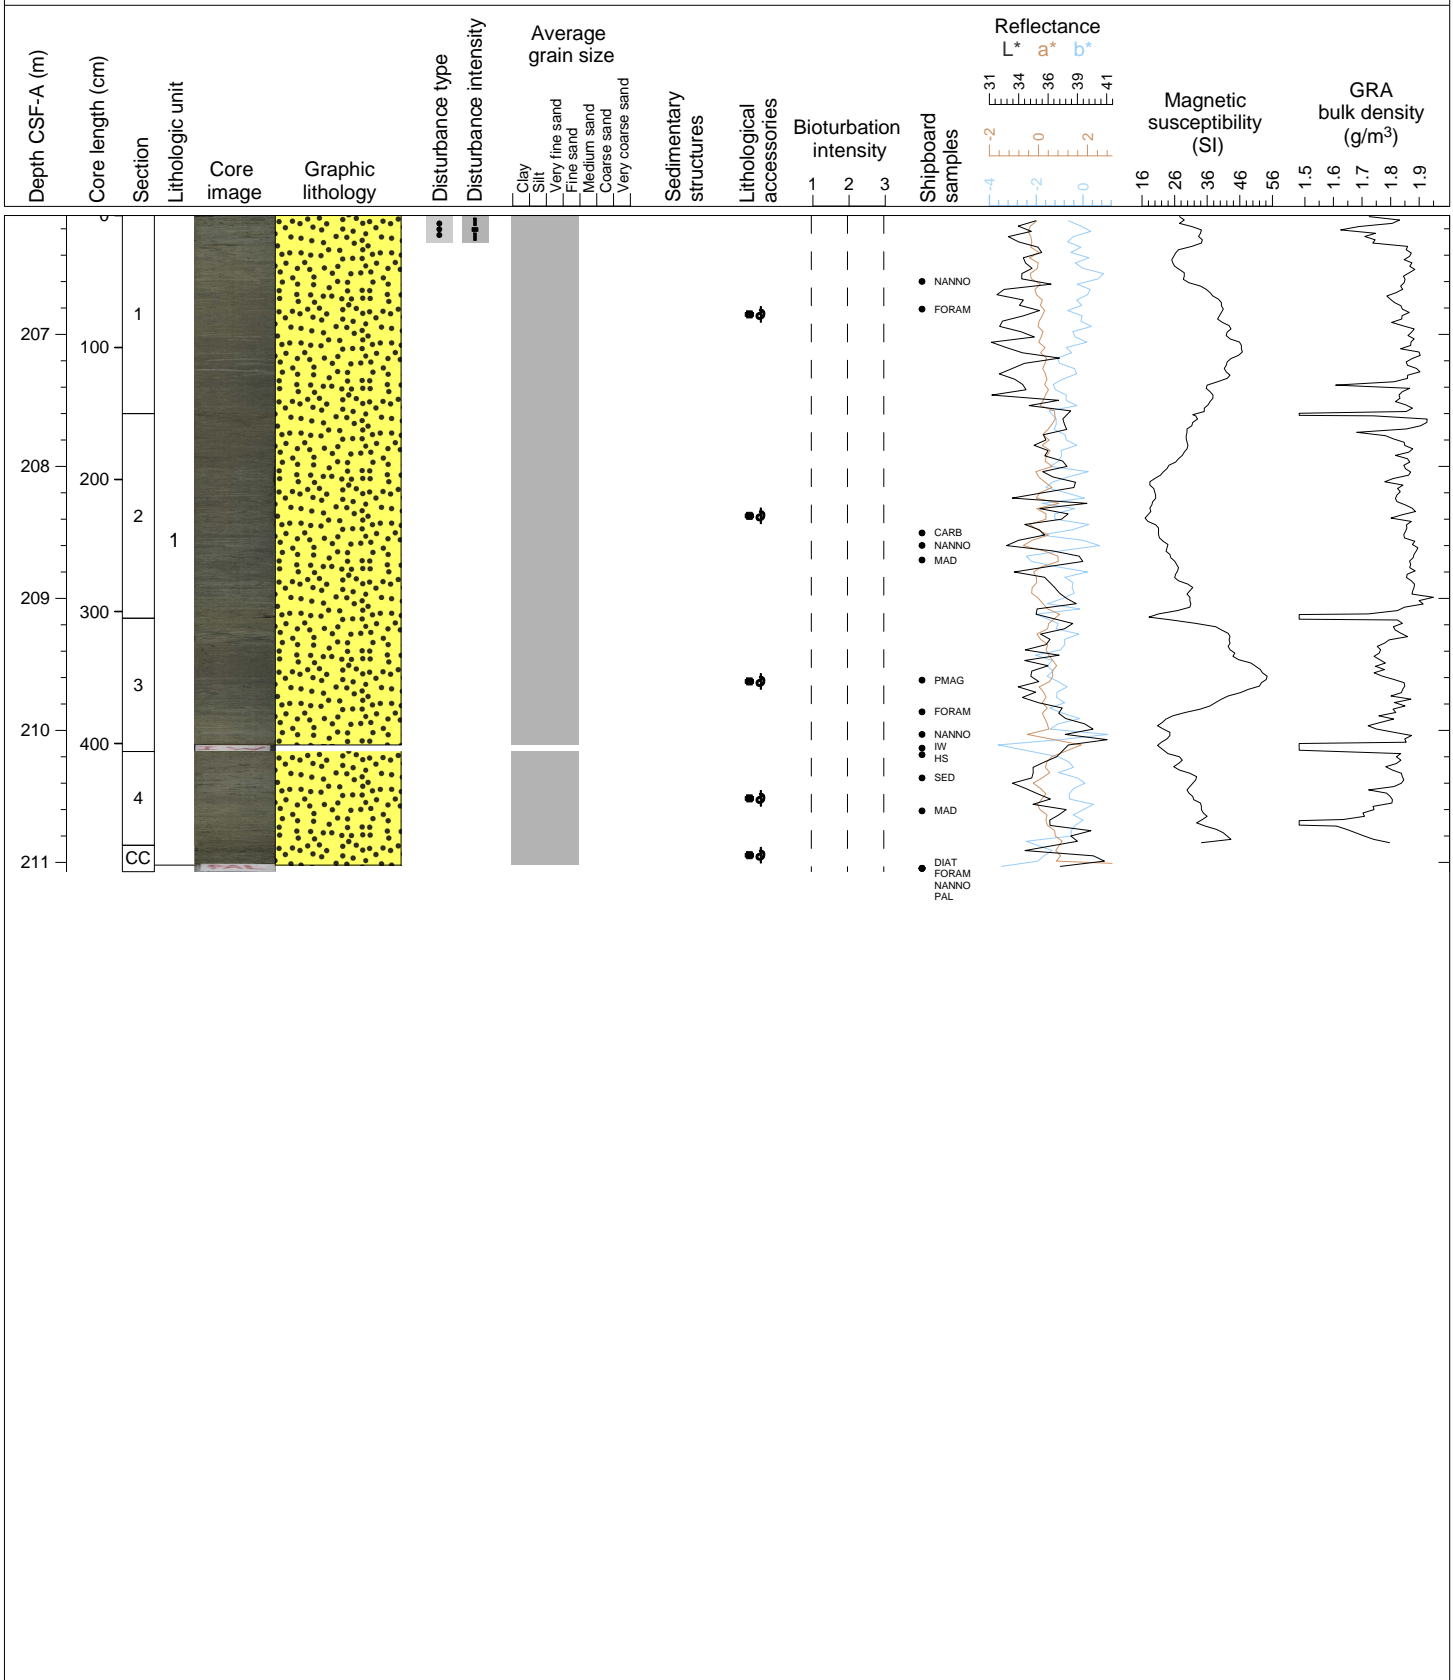 Depth CSF-A (m)
Core length (cm)
Section
Lithologic unit
Core
image
Graphic
lithology
Disturbance type
Disturbance intensity
Average
grain size
Clay
Silt
Very fine sand
Fine sand
Medium sand
Coarse sand
Very coarse sand
Sedimentary
structures
Lithological
accessories
Bioturbation
intensity
1 2 3
Shipboard
samples
Reflectance
L* a* b*
31 34 36 39 41
-2 0 2
-4 -2 0
Magnetic
susceptibility
(SI)
16 26 36 46 56
GRA
bulk density
(g/m³)
1.5 1.6 1.7 1.8 1.9
0
NANNO
FORAM
1
207
100
208
200
2
1
CARB
NANNO
MAD
209
300
3
PMAG
FORAM
210
400
NANNO
IW
HS
SED
4
MAD
211
CC
DIAT
FORAM
NANNO
PAL